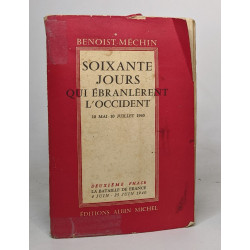 BENOIST-MÉCHIN
SOIXANTE
JOURS
QUI ÉBRANLÈRENT
L'OCCIDENT
10 MAI-10 JUILLET 1940
DEUXIÈME PHASE
LA BATAILLE DE FRANCE
4 JUIN - 25 JUIN 1940
ÉDITIONS ALBIN MICHEL